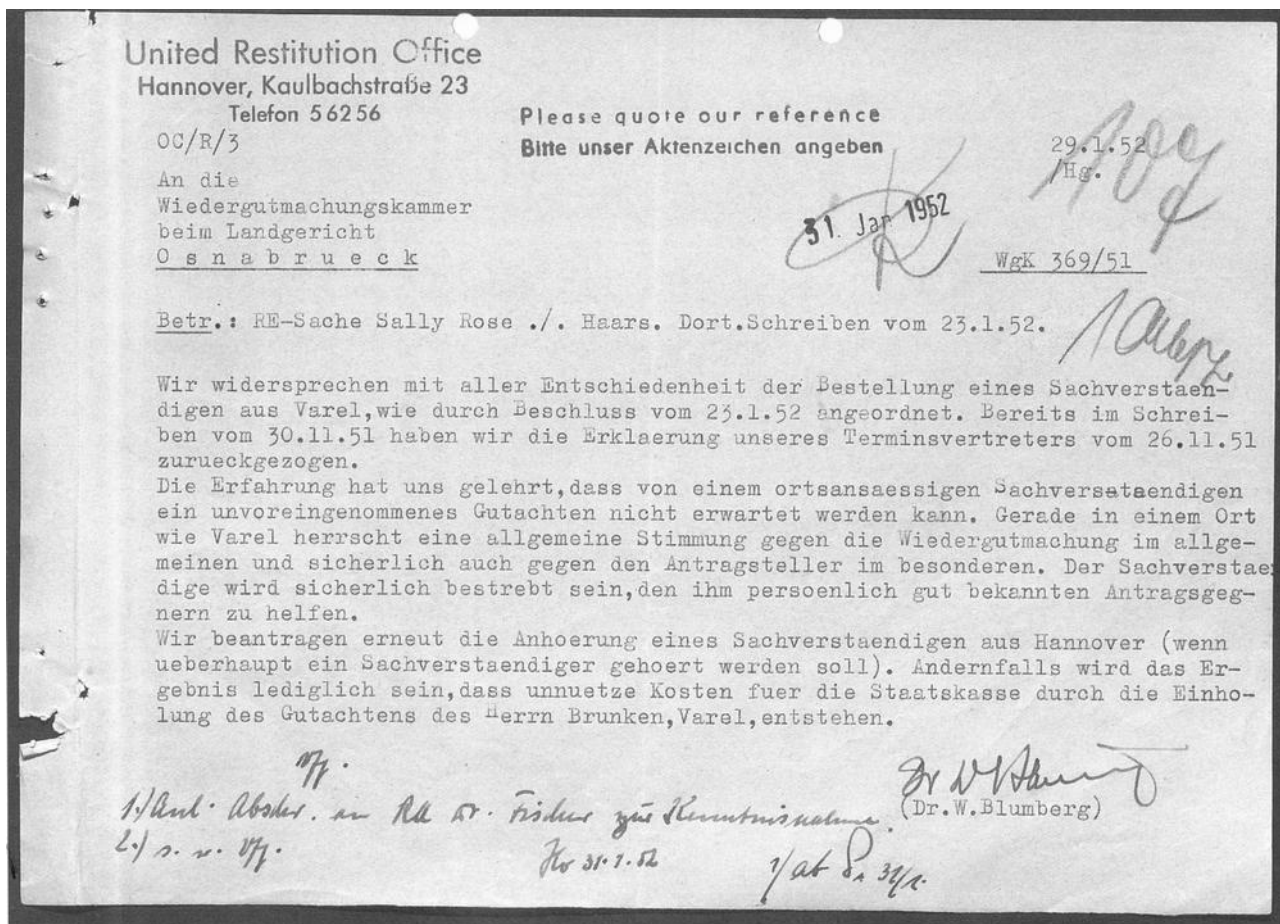 United Restitution Office
Hannover, Kaulbachstraße 23
Telefon 56256
Please quote our reference
Bitte unser Aktenzeichen angeben
OC/R/3
29.1.52
/Hg.
109
An die
Wiedergutmachungskammer
beim Landgericht
Osnabrueck
31. Jan 1952
WgK 369/51
Betr.: RE-Sache Sally Rose ./. Haars. Dort.Schreiben vom 23.1.52.
Wir widersprechen mit aller Entschiedenheit der Bestellung eines Sachverstaen-
digen aus Varel,wie durch Beschluss vom 23.1.52 angeordnet. Bereits im Schrei-
ben vom 30.11.51 haben wir die Erklaerung unseres Terminsvertreters vom 26.11.51
zurueckgezogen.
Die Erfahrung hat uns gelehrt,dass von einem ortsansaessigen Sachversataendigen
ein unvoreingenommenes Gutachten nicht erwartet werden kann. Gerade in einem Ort
wie Varel herrscht eine allgemeine Stimmung gegen die Wiedergutmachung im allge-
meinen und sicherlich auch gegen den Antragsteller im besonderen. Der Sachverstae
dige wird sicherlich bestrebt sein,den ihm persoenlich gut bekannten Antragsgeg-
nern zu helfen.
Wir beantragen erneut die Anhoerung eines Sachverstaendigen aus Hannover (wenn
ueberhaupt ein Sachverstaendiger gehoert werden soll). Andernfalls wird das Er-
gebnis lediglich sein,dass unnuetze Kosten fuer die Staatskasse durch die Einho-
lung des Gutachtens des Herrn Brunken,Varel,entstehen.
Vfg.
(Dr.W.Blumberg)
1.) Anl. Abschr. an RA Dr. Fischer zur Kenntnisnahme
2.) s. w. Vfg.
31.1.52
1/ ab 31/1.